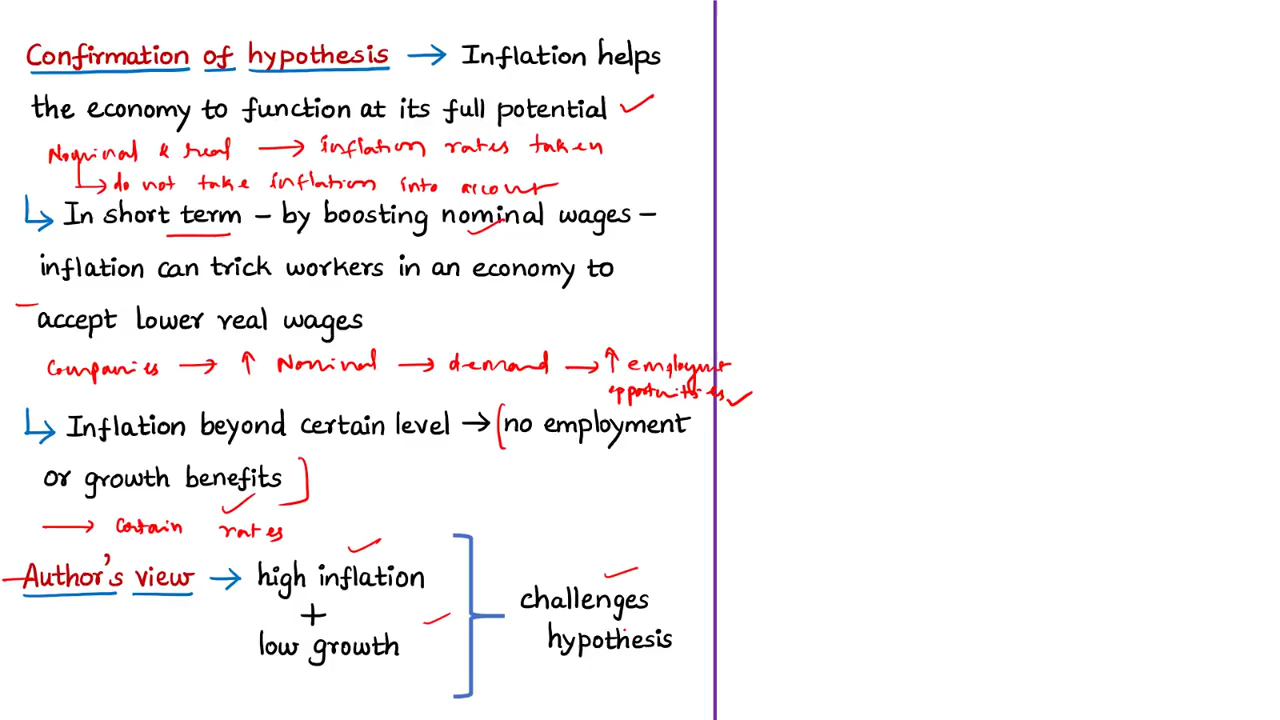 Confirmation of hypothesis → Inflation helps
the economy to function at its full potential ✓
Nominal & real → inflation rates taken
↳ do not take inflation into account
↳ In short term – by boosting nominal wages –
inflation can trick workers in an economy to
accept lower real wages
Companies → ↑ Nominal → demand → ↑ employment
opportunities ✓
↳ Inflation beyond certain level → (no employment
or growth benefits)
→ Certain rates
Author's view → high inflation
+
low growth
challenges
hypothesis